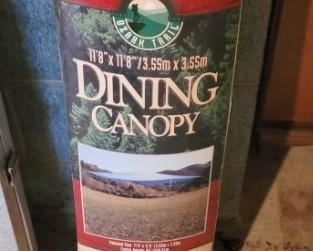 OZARK TRAIL
11'8" x 11'8"/3.55m x 3.55m
DINING
CANOPY